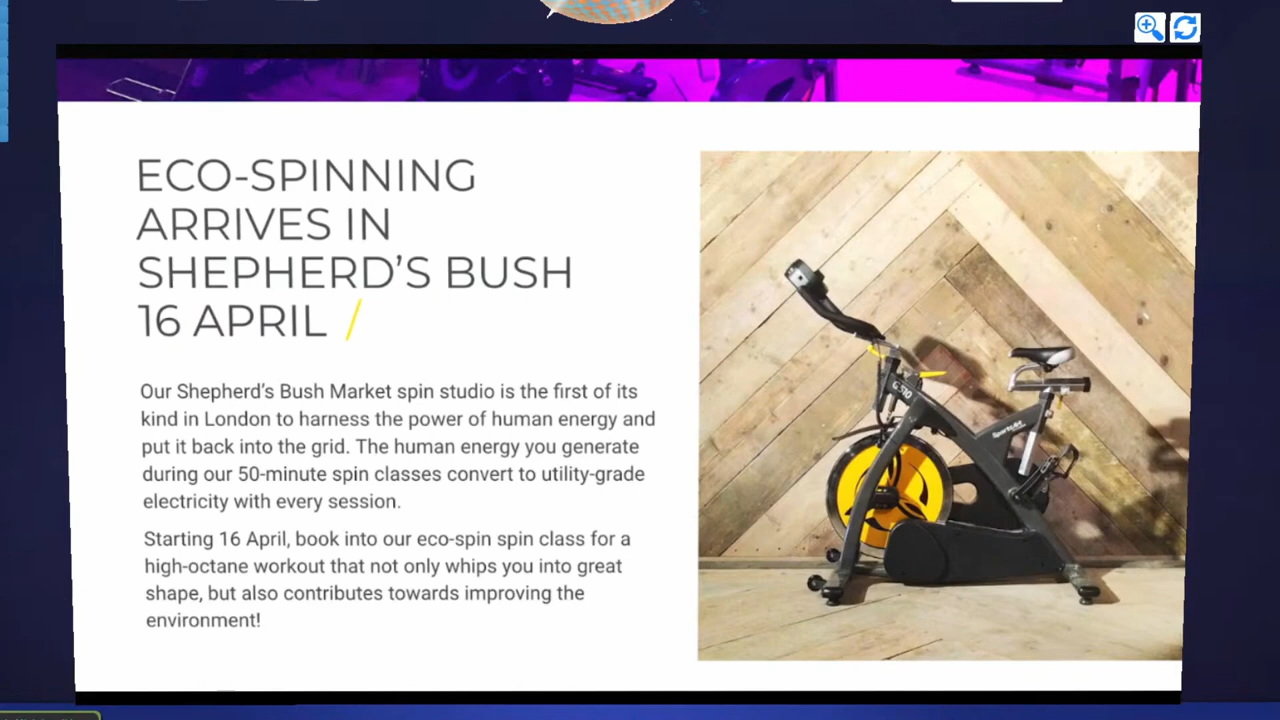 ECO-SPINNING
ARRIVES IN
SHEPHERD'S BUSH
16 APRIL /
Our Shepherd's Bush Market spin studio is the first of its
kind in London to harness the power of human energy and
put it back into the grid. The human energy you generate
during our 50-minute spin classes convert to utility-grade
electricity with every session.
Starting 16 April, book into our eco-spin spin class for a
high-octane workout that not only whips you into great
shape, but also contributes towards improving the
environment!
G510
SportsArt